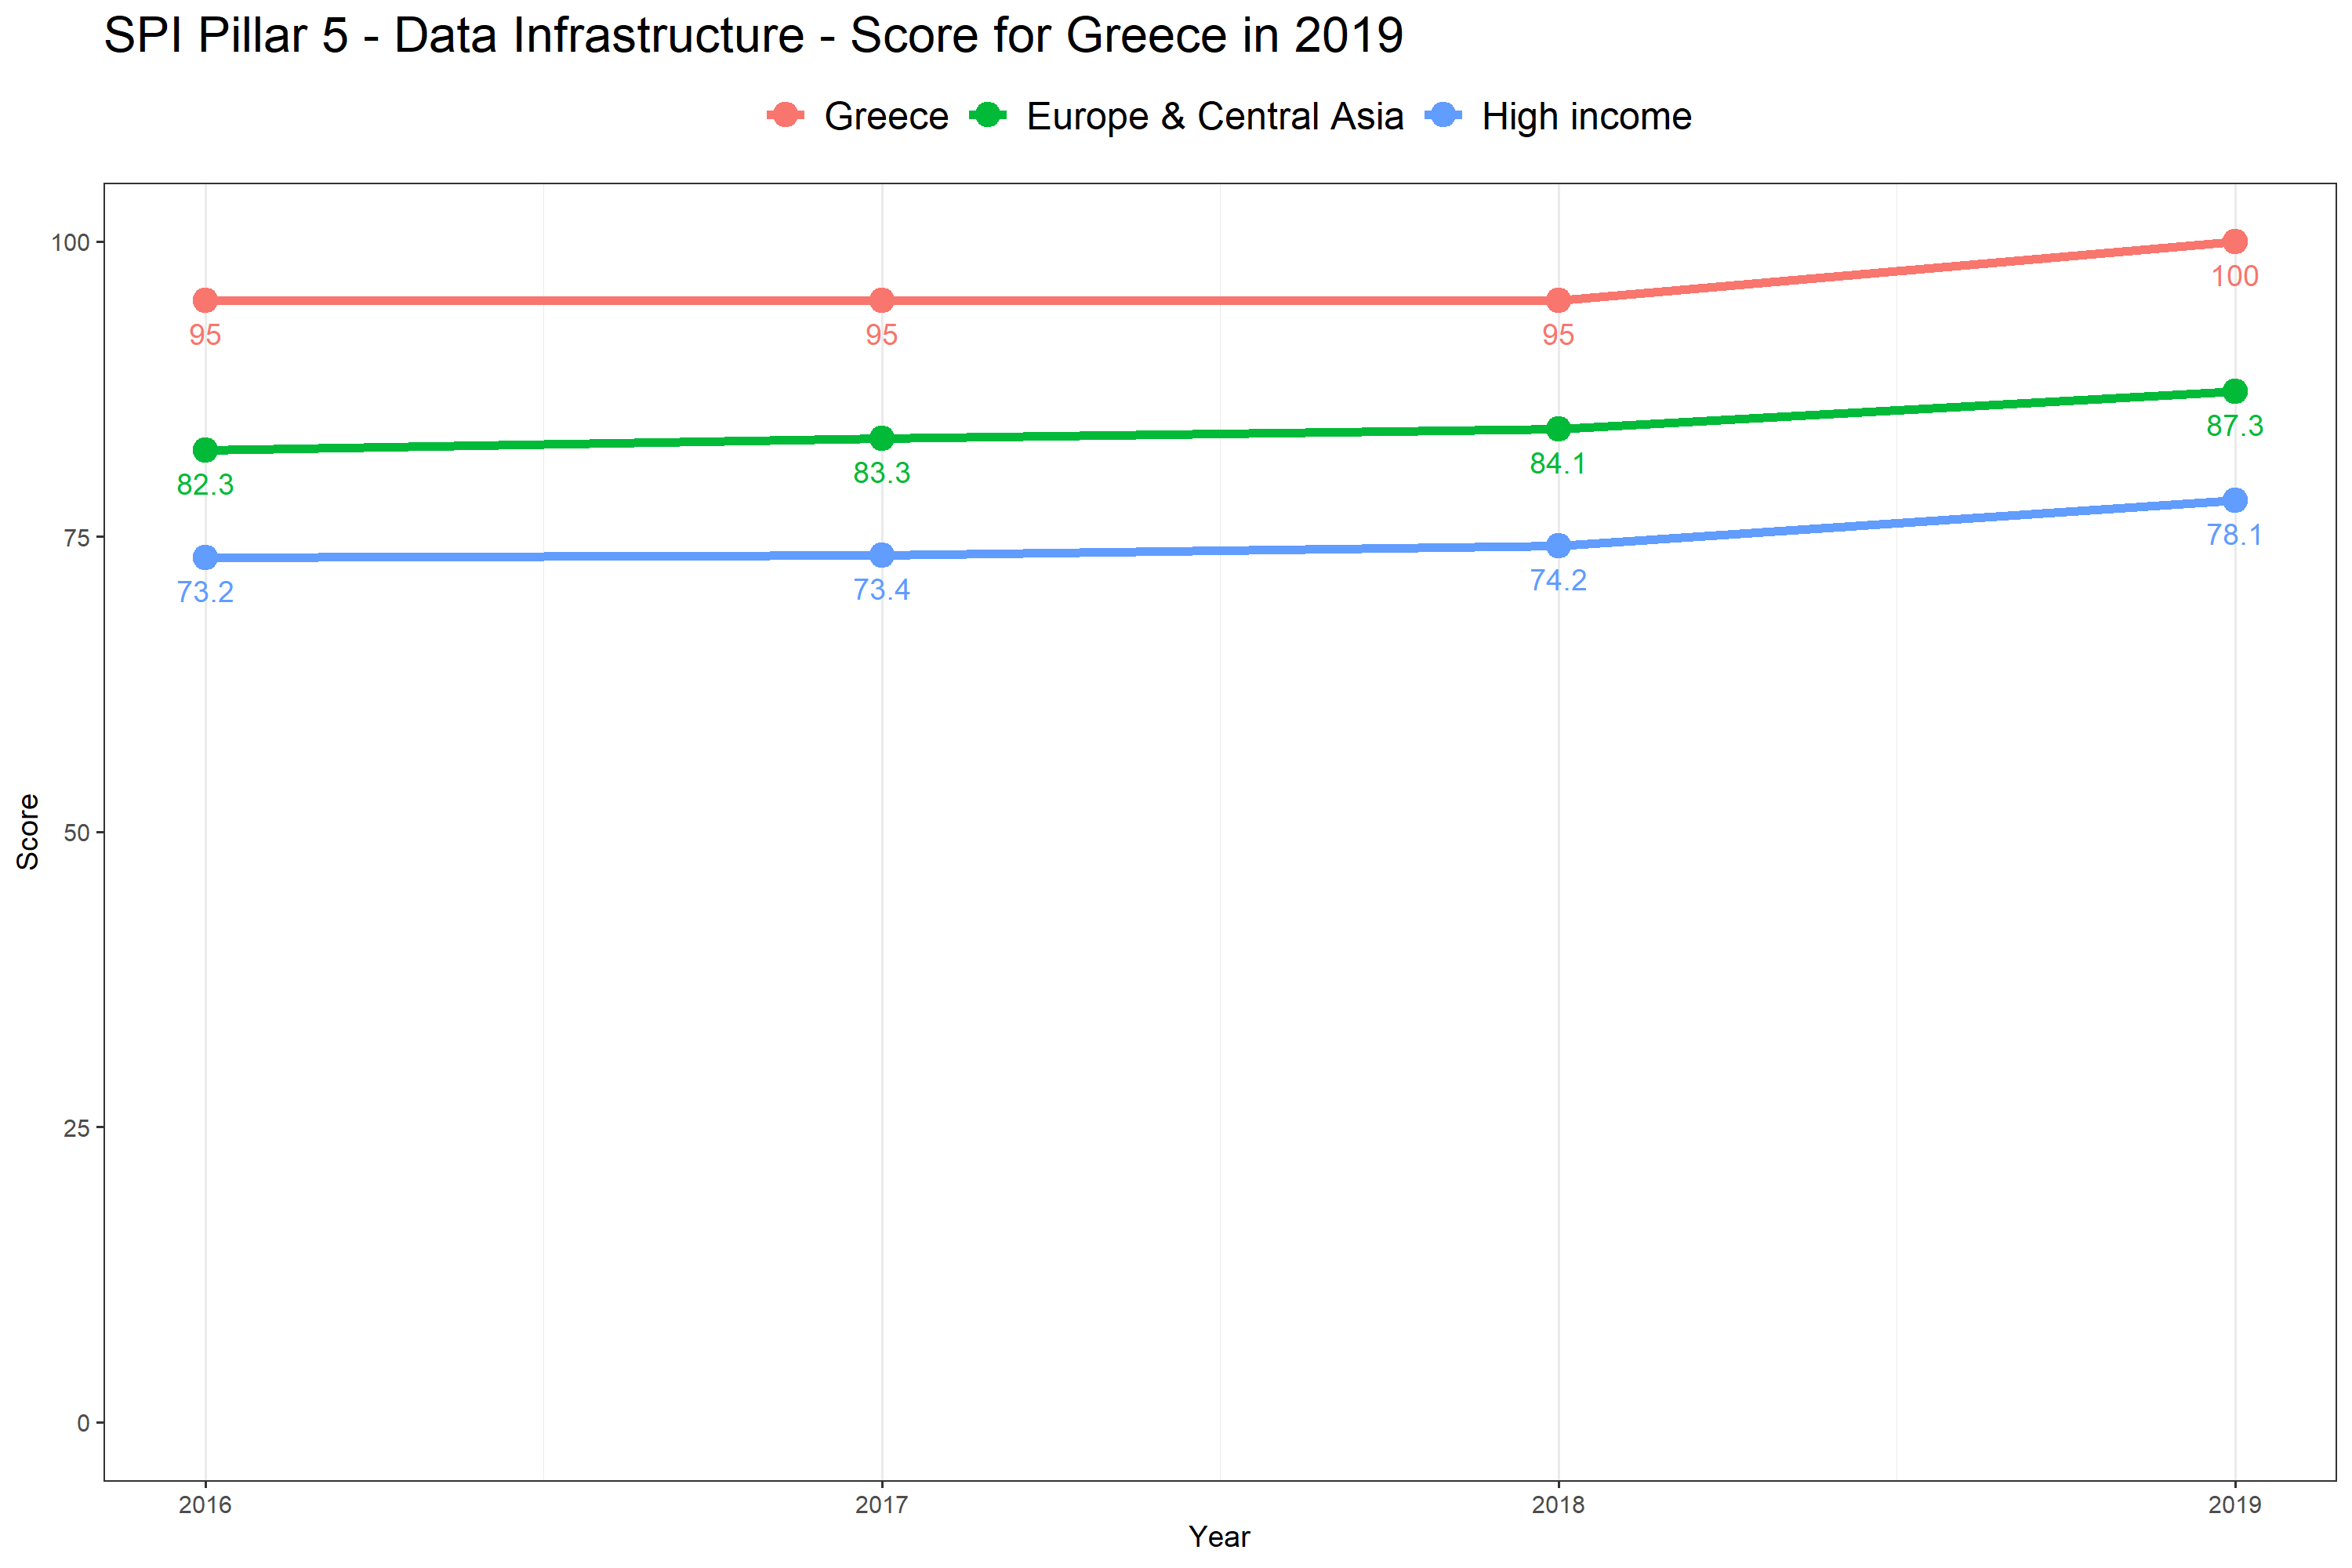 SPI Pillar 5 - Data Infrastructure - Score for Greece in 2019
Greece Europe & Central Asia High income
100
75
50
25
0
Score
95 95 95 100
82.3 83.3 84.1 87.3
73.2 73.4 74.2 78.1
2016 2017 2018 2019
Year